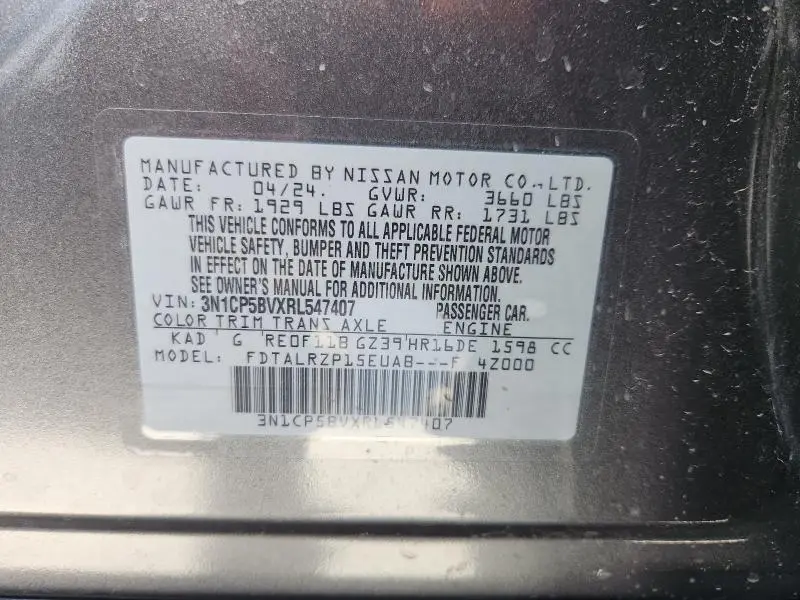 MANUFACTURED BY NISSAN MOTOR CO.,LTD.
DATE: 04/24. GVWR: 3660 LBS
GAWR FR: 1929 LBS GAWR RR: 1731 LBS
THIS VEHICLE CONFORMS TO ALL APPLICABLE FEDERAL MOTOR
VEHICLE SAFETY, BUMPER AND THEFT PREVENTION STANDARDS
IN EFFECT ON THE DATE OF MANUFACTURE SHOWN ABOVE.
SEE OWNER'S MANUAL FOR ADDITIONAL INFORMATION.
VIN: 3N1CP5BVXRL547407 PASSENGER CAR.
COLOR TRIM TRANS AXLE ENGINE
KAD G RE0F11B GZ39 HR16DE 1598 CC
MODEL: FDTALRZP15EUAB---F 4Z000
3N1CP5BVXRL547407